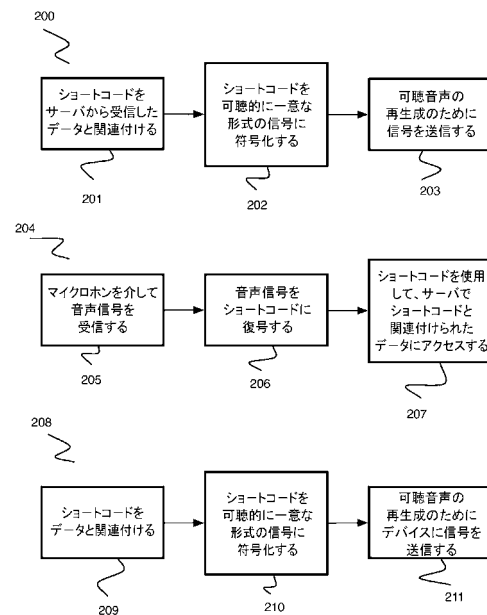 200
ショートコードを
サーバから受信した
データと関連付ける
201
ショートコードを
可聴的に一意な
形式の信号に
符号化する
202
可聴音声の
再生成のために
信号を送信する
203
204
マイクロホンを介して
音声信号を
受信する
205
音声信号を
ショートコードに
復号する
206
ショートコードを使用
して、サーバで
ショートコードと
関連付けられた
データにアクセスする
207
208
ショートコードを
データと関連付ける
209
ショートコードを
可聴的に一意な
形式の信号に
符号化する
210
可聴音声の
再生成のために
デバイスに信号を
送信する
211